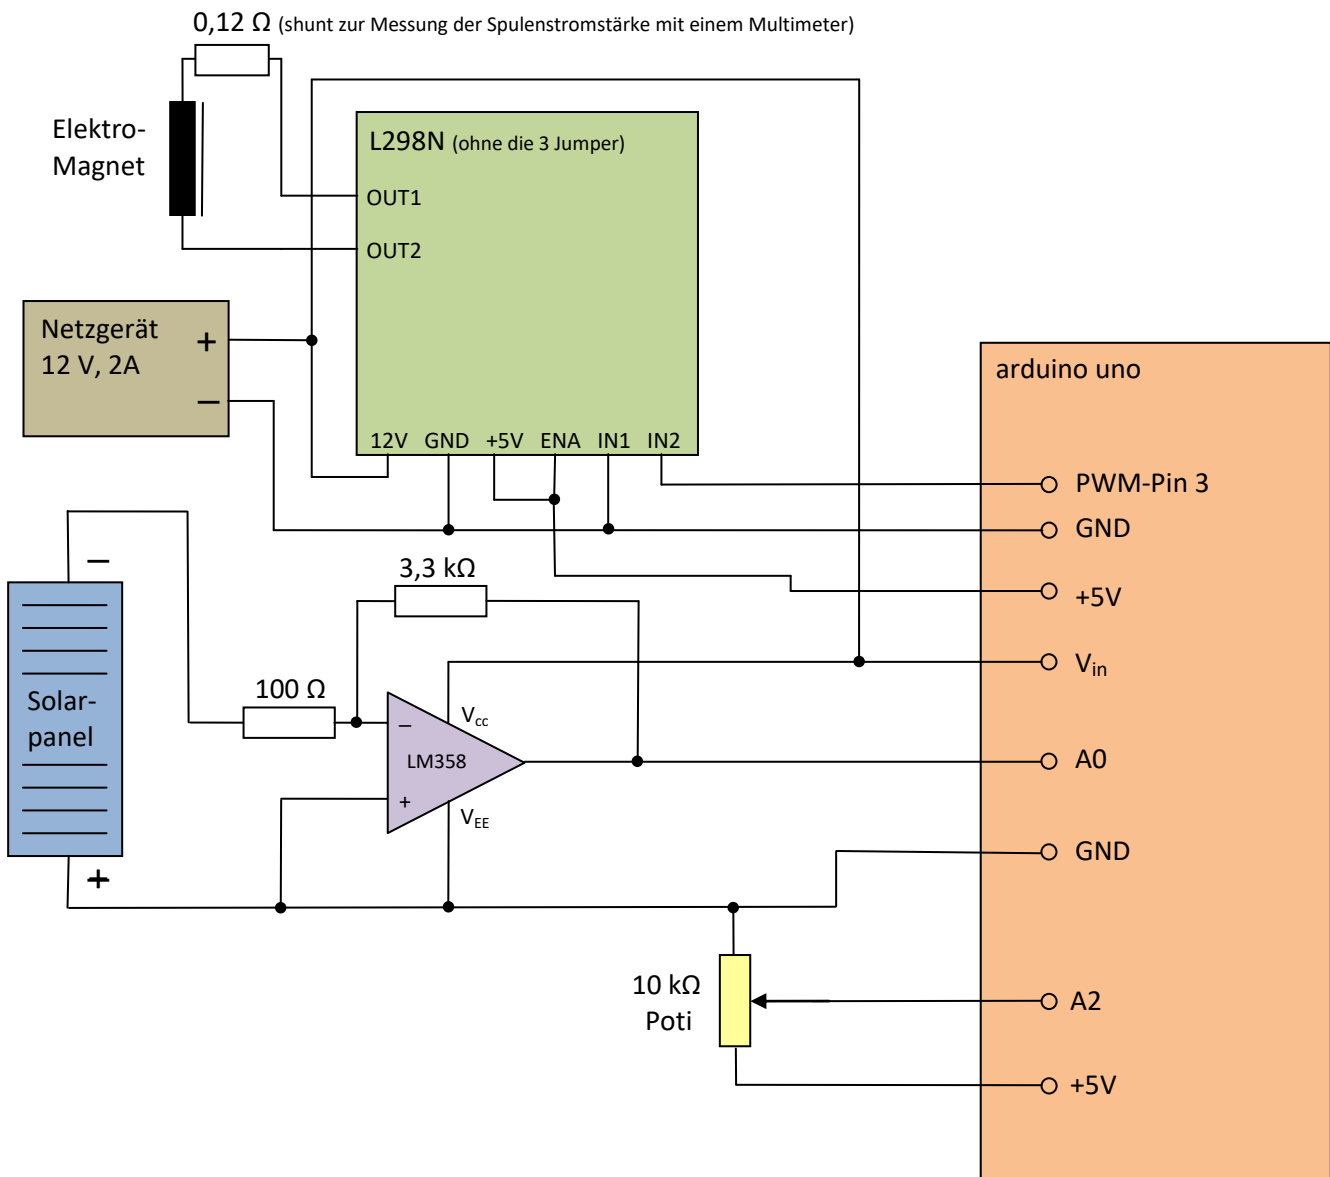 0,12 Ω (shunt zur Messung der Spulenstromstärke mit einem Multimeter)
Elektro-
Magnet
L298N (ohne die 3 Jumper)
OUT1
OUT2
Netzgerät
12 V, 2A
+
–
12V GND +5V ENA IN1 IN2
arduino uno
PWM-Pin 3
GND
+5V
Vin
A0
GND
A2
+5V
–
Solar-
panel
+
3,3 kΩ
100 Ω
Vcc
–
LM358
+
VEE
10 kΩ
Poti